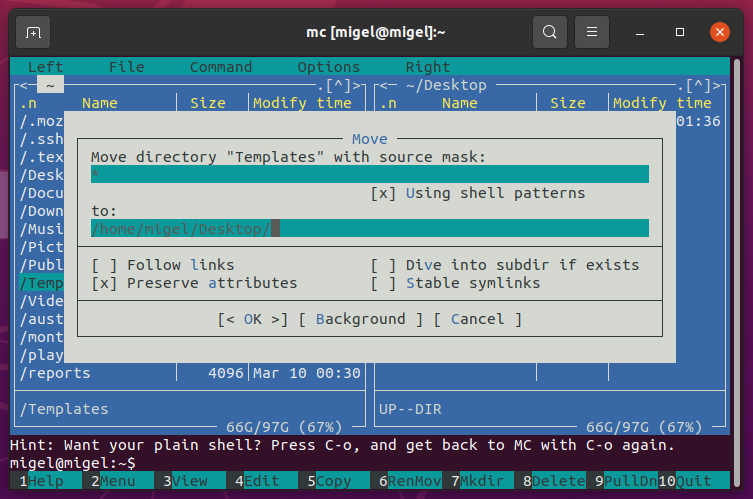 mc [migel@migel]:~
Left File Command Options Right
<─ ~ .[^]> <─ ~/Desktop .[^]>
.n Name Size Modify time .n Name Size Modify time
/.moz 01:36
/.ssh
/.tex
/Desk
/Docu
/Down
/Musi
/Pict
/Publ
/Temp
/Vide
/aust
/mont
/play
/reports 4096 Mar 10 00:30
Move
Move directory "Templates" with source mask:
*
[x] Using shell patterns
to:
/home/migel/Desktop/
[ ] Follow links [ ] Dive into subdir if exists
[x] Preserve attributes [ ] Stable symlinks
[< OK >] [ Background ] [ Cancel ]
/Templates UP--DIR
66G/97G (67%) 66G/97G (67%)
Hint: Want your plain shell? Press C-o, and get back to MC with C-o again.
migel@migel:~$
1Help 2Menu 3View 4Edit 5Copy 6RenMov 7Mkdir 8Delete 9PullDn 10Quit